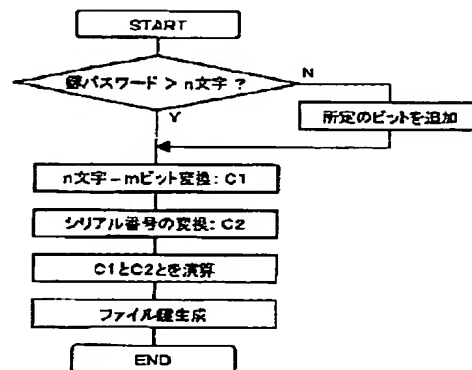 START
鍵パスワード > n文字 ?
N
Y
所定のビットを追加
n文字－mビット変換: C1
シリアル番号の変換: C2
C1とC2とを演算
ファイル鍵生成
END